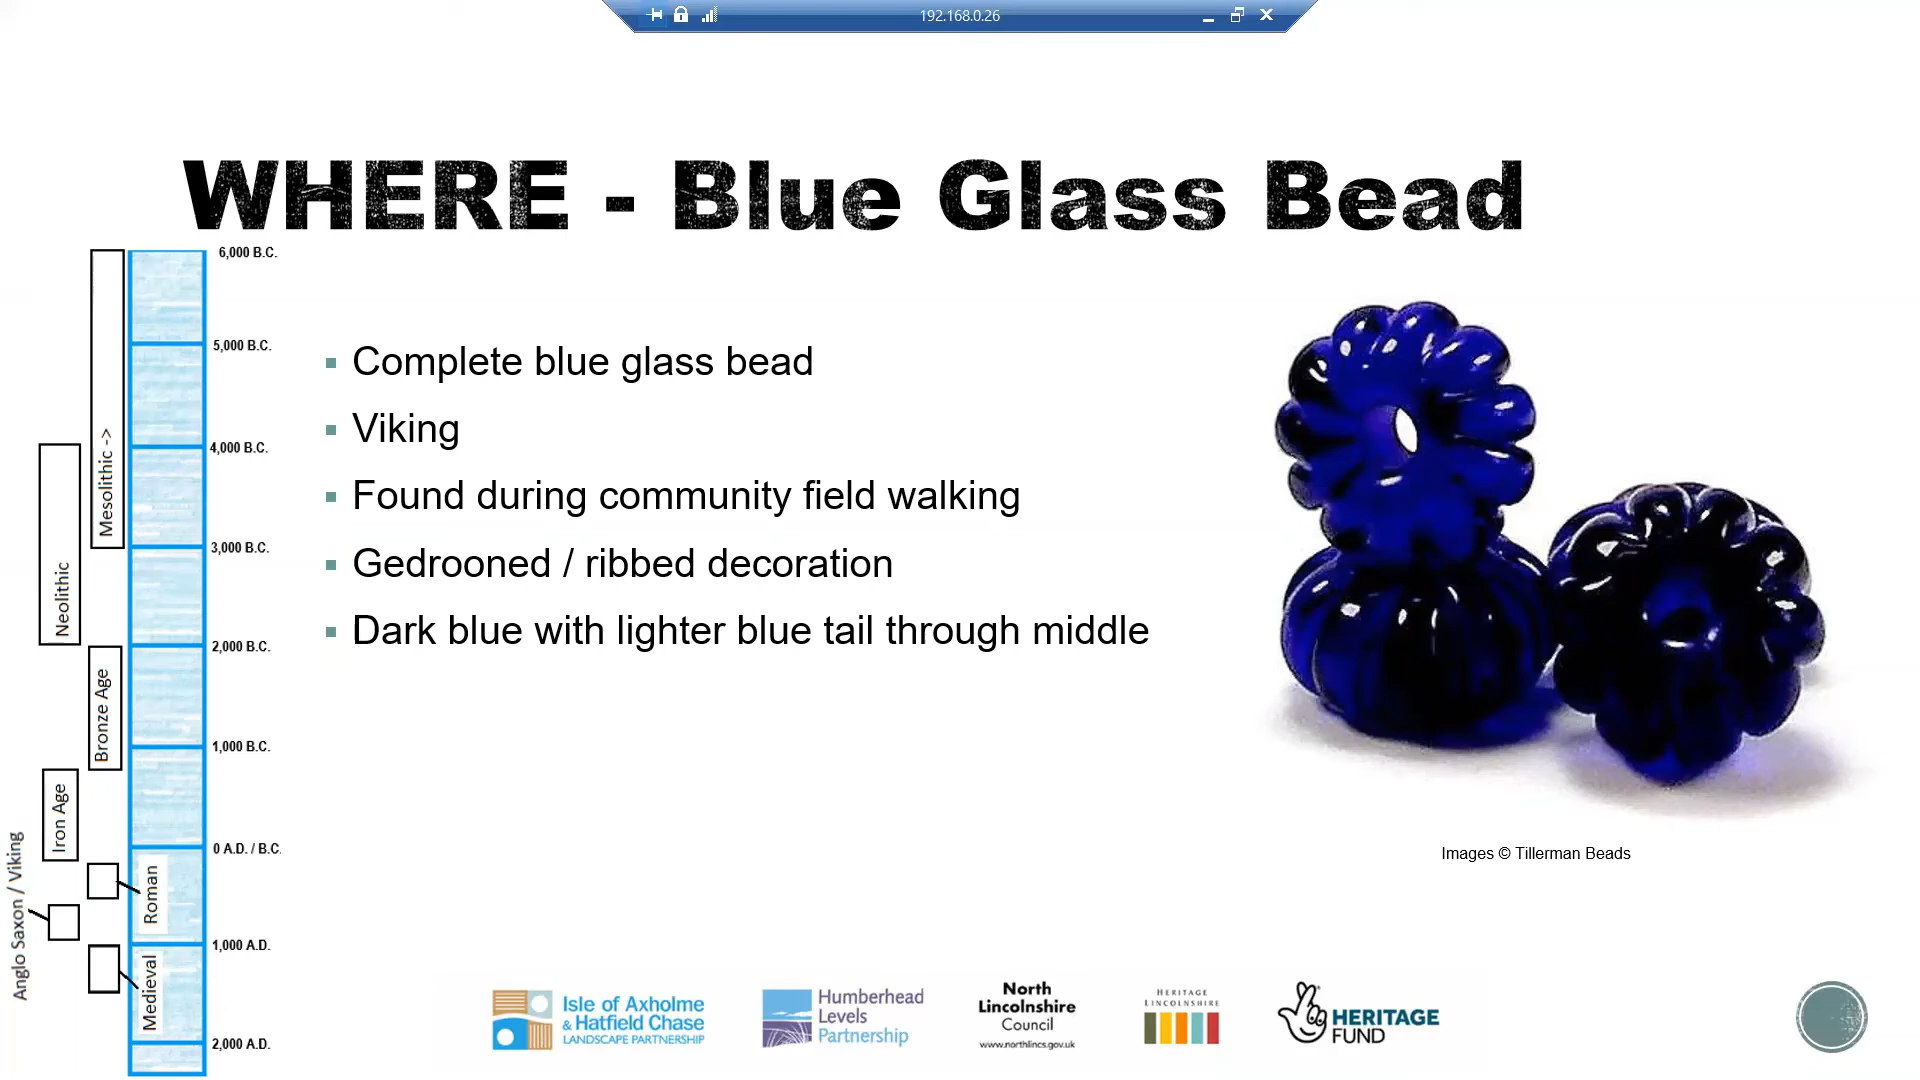 192.168.0.26
WHERE - Blue Glass Bead
6,000 B.C.
5,000 B.C.
4,000 B.C.
3,000 B.C.
2,000 B.C.
1,000 B.C.
0 A.D. / B.C.
1,000 A.D.
2,000 A.D.
Mesolithic ->
Neolithic
Bronze Age
Iron Age
Roman
Anglo Saxon / Viking
Medieval
Complete blue glass bead
Viking
Found during community field walking
Gedrooned / ribbed decoration
Dark blue with lighter blue tail through middle
Images © Tillerman Beads
Isle of Axholme
& Hatfield Chase
LANDSCAPE PARTNERSHIP
Humberhead
Levels
Partnership
North
Lincolnshire
Council
www.northlincs.gov.uk
HERITAGE
LINCOLNSHIRE
HERITAGE
FUND